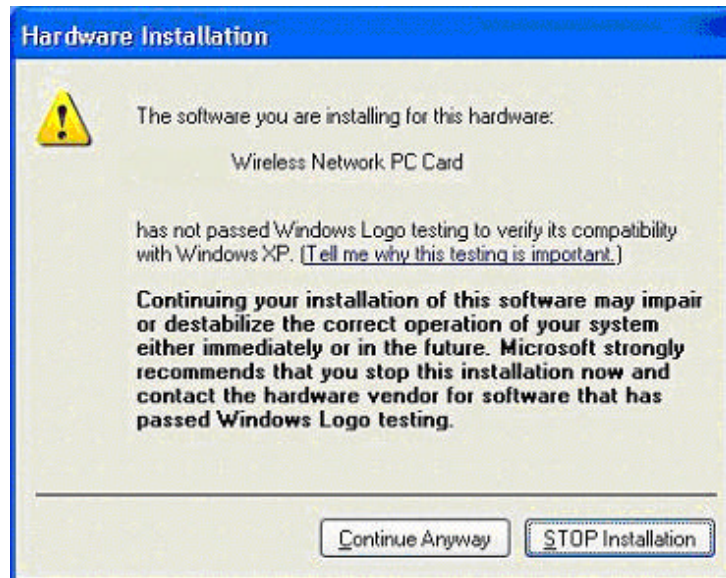 Hardware Installation
The software you are installing for this hardware:
Wireless Network PC Card
has not passed Windows Logo testing to verify its compatibility
with Windows XP. (Tell me why this testing is important.)
Continuing your installation of this software may impair
or destabilize the correct operation of your system
either immediately or in the future. Microsoft strongly
recommends that you stop this installation now and
contact the hardware vendor for software that has
passed Windows Logo testing.
Continue Anyway
STOP Installation